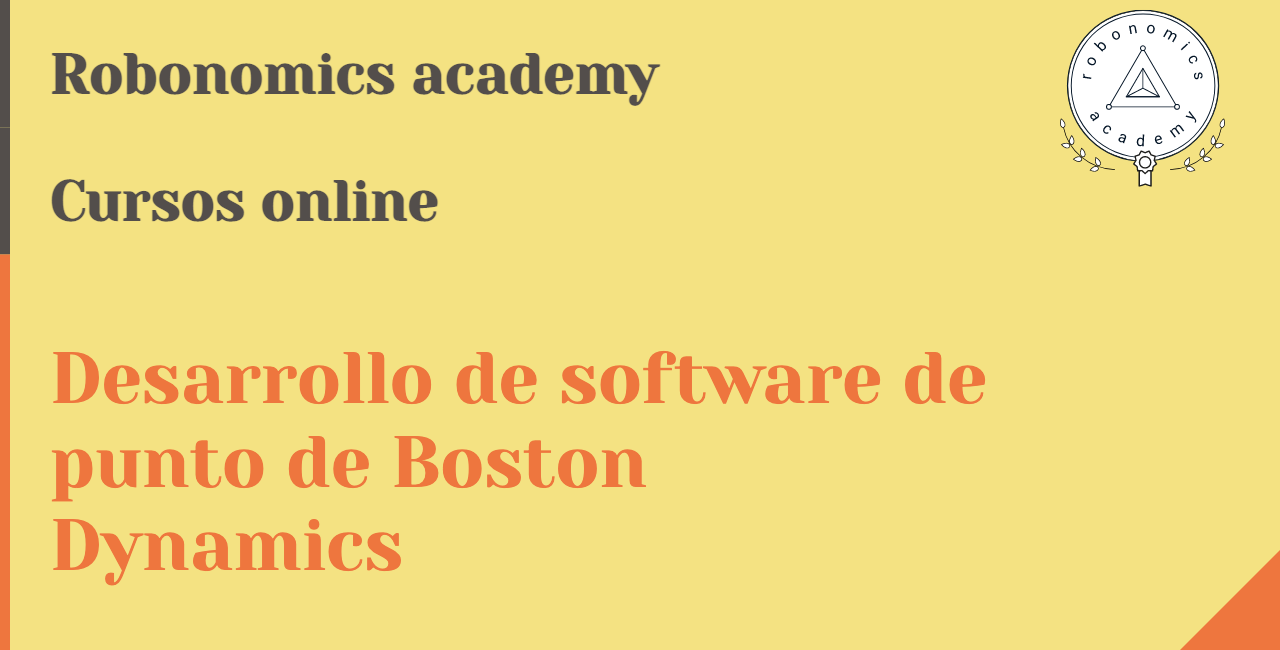 Robonomics academy
robonomics
academy
Cursos online
Desarrollo de software de
punto de Boston
Dynamics